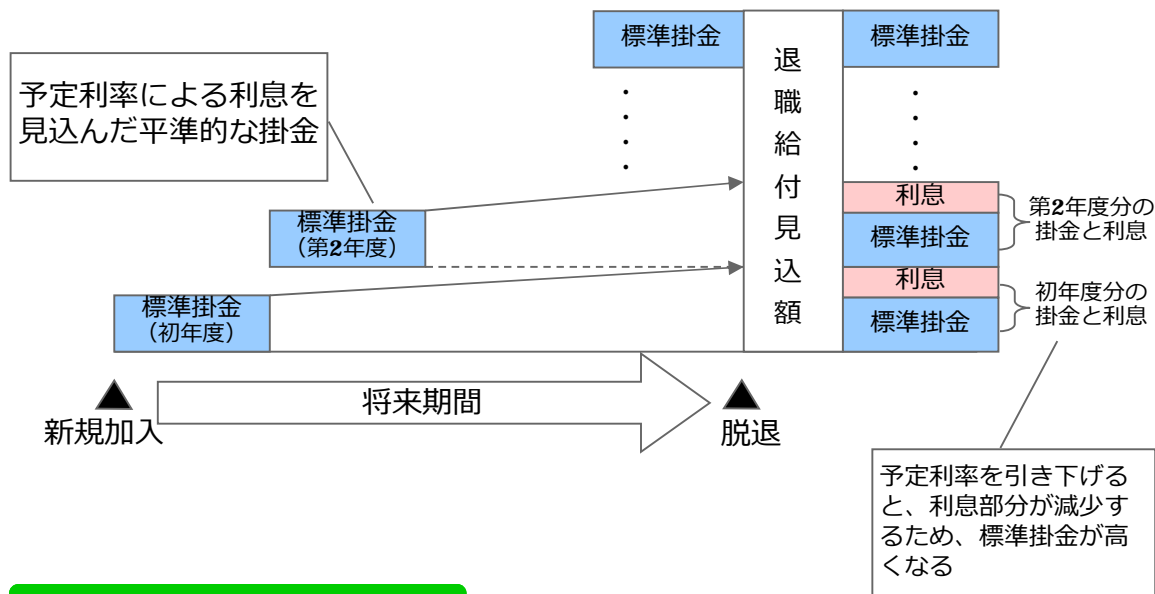 標準掛金
標準掛金
予定利率による利息を
見込んだ平準的な掛金
・
・
・
・
・
・
・
・
退職給付見込額
標準掛金
(第2年度)
利息
標準掛金
第2年度分の
掛金と利息
標準掛金
(初年度)
利息
標準掛金
初年度分の
掛金と利息
将来期間
新規加入
脱退
予定利率を引き下げる
と、利息部分が減少す
るため、標準掛金が高
くなる